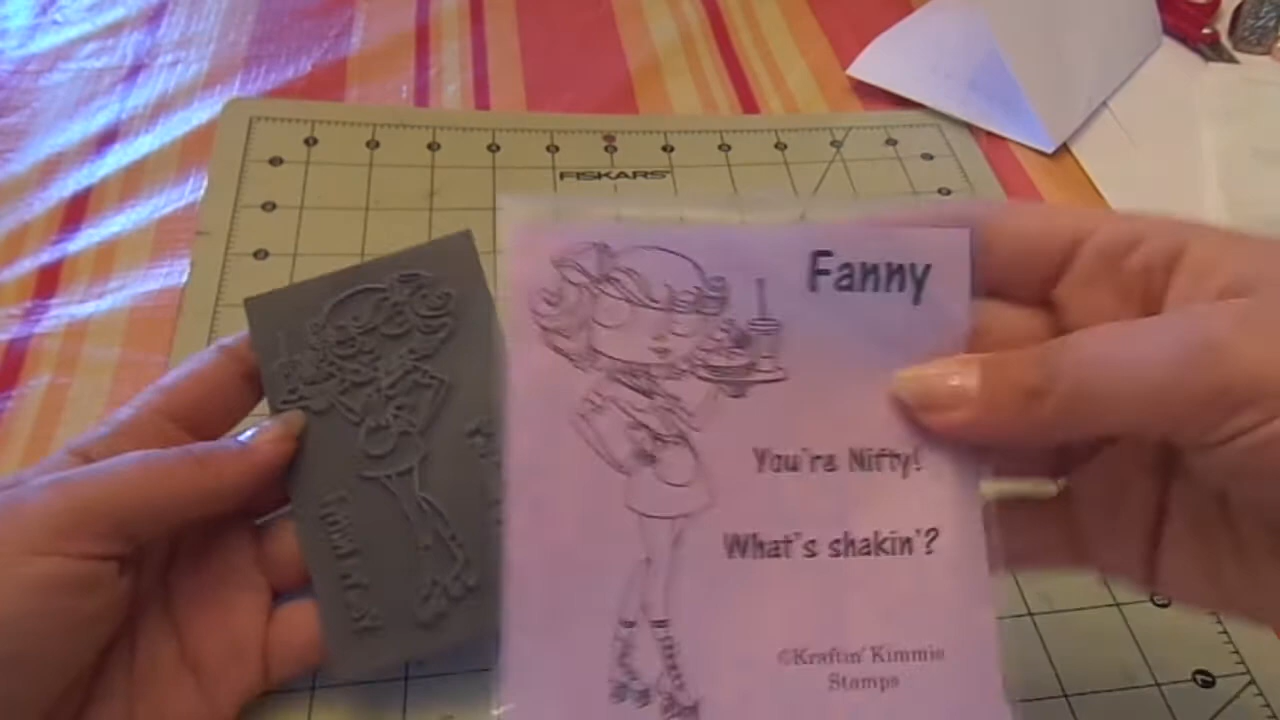 FISKARS
Fanny
You're Nifty!
What's shakin'?
©Kraftin' Kimmie
Stamps